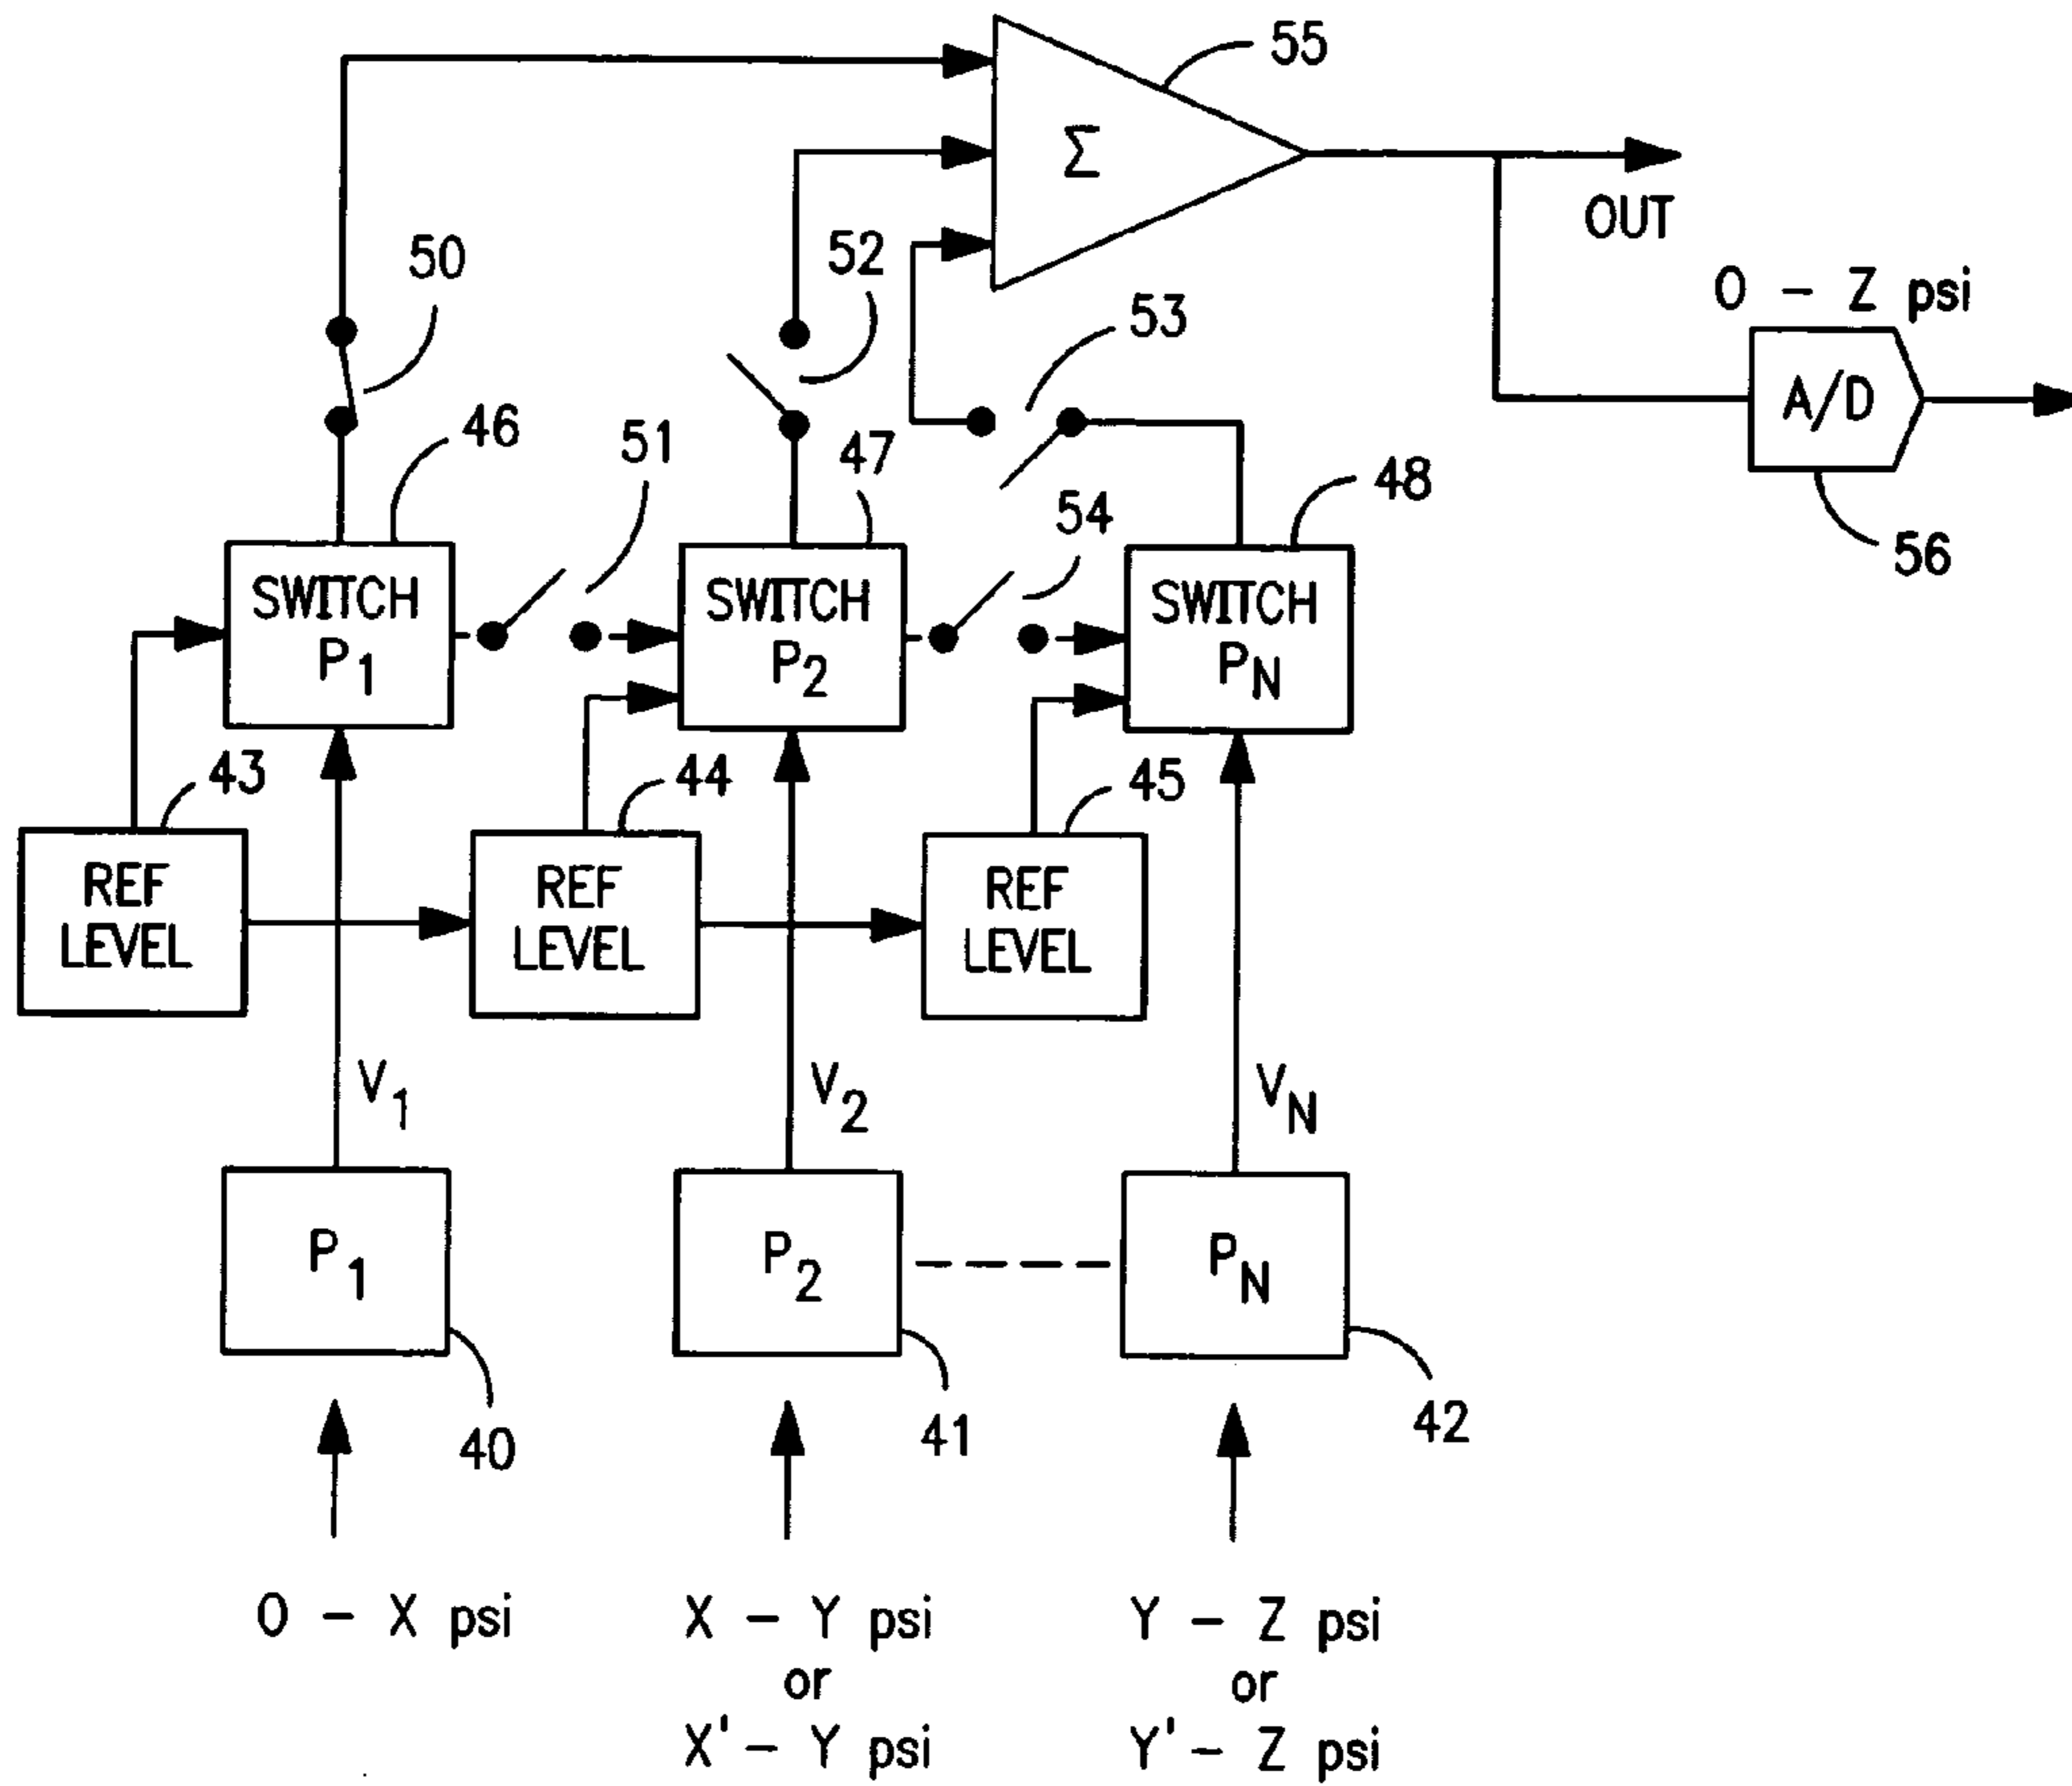 55
Σ
OUT
50
52
53
O - Z psi
A/D
56
46
51
47
54
48
SWITCH
P1
SWITCH
P2
SWITCH
PN
43
44
45
REF
LEVEL
REF
LEVEL
REF
LEVEL
V1
V2
VN
P1
P2
PN
40
41
42
O - X psi
X - Y psi
or
X' - Y psi
Y - Z psi
or
Y' - Z psi